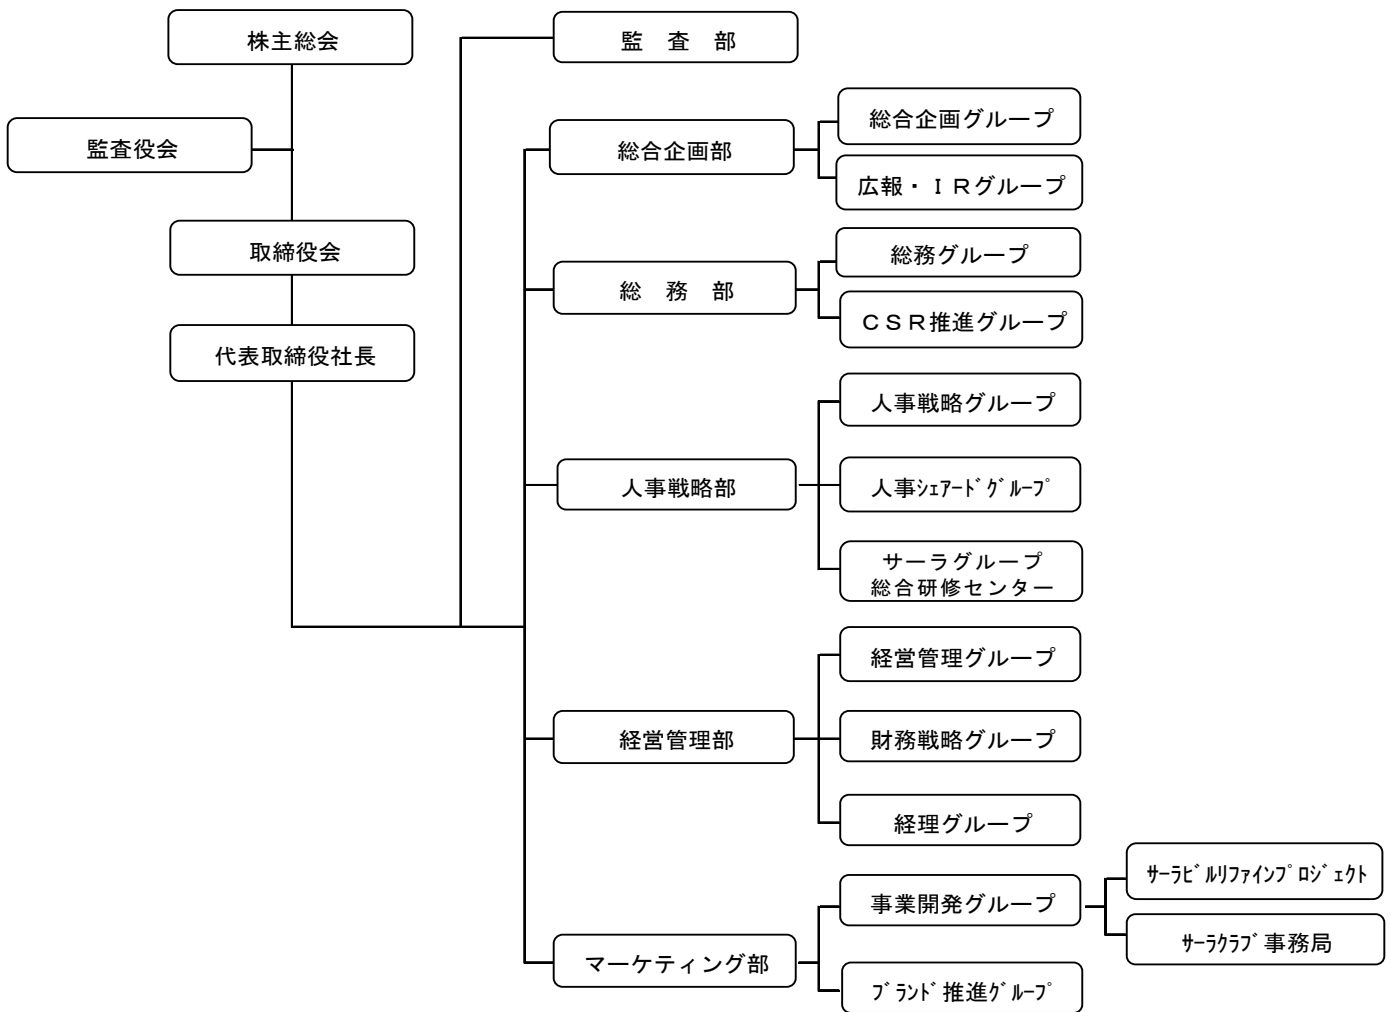 株主総会
監査役会
取締役会
代表取締役社長
監　査　部
総合企画部
総合企画グループ
広報・ＩＲグループ
総　務　部
総務グループ
ＣＳＲ推進グループ
人事戦略部
人事戦略グループ
人事ｼｪｱｰﾄﾞｸﾞﾙｰﾌﾟ
サーラグループ
総合研修センター
経営管理部
経営管理グループ
財務戦略グループ
経理グループ
マーケティング部
事業開発グループ
ｻｰﾗﾋﾞﾙﾘﾌｧｲﾝﾌﾟﾛｼﾞｪｸﾄ
ｻｰﾗｸﾗﾌﾞ事務局
ﾌﾞﾗﾝﾄﾞ推進ｸﾞﾙｰﾌﾟ